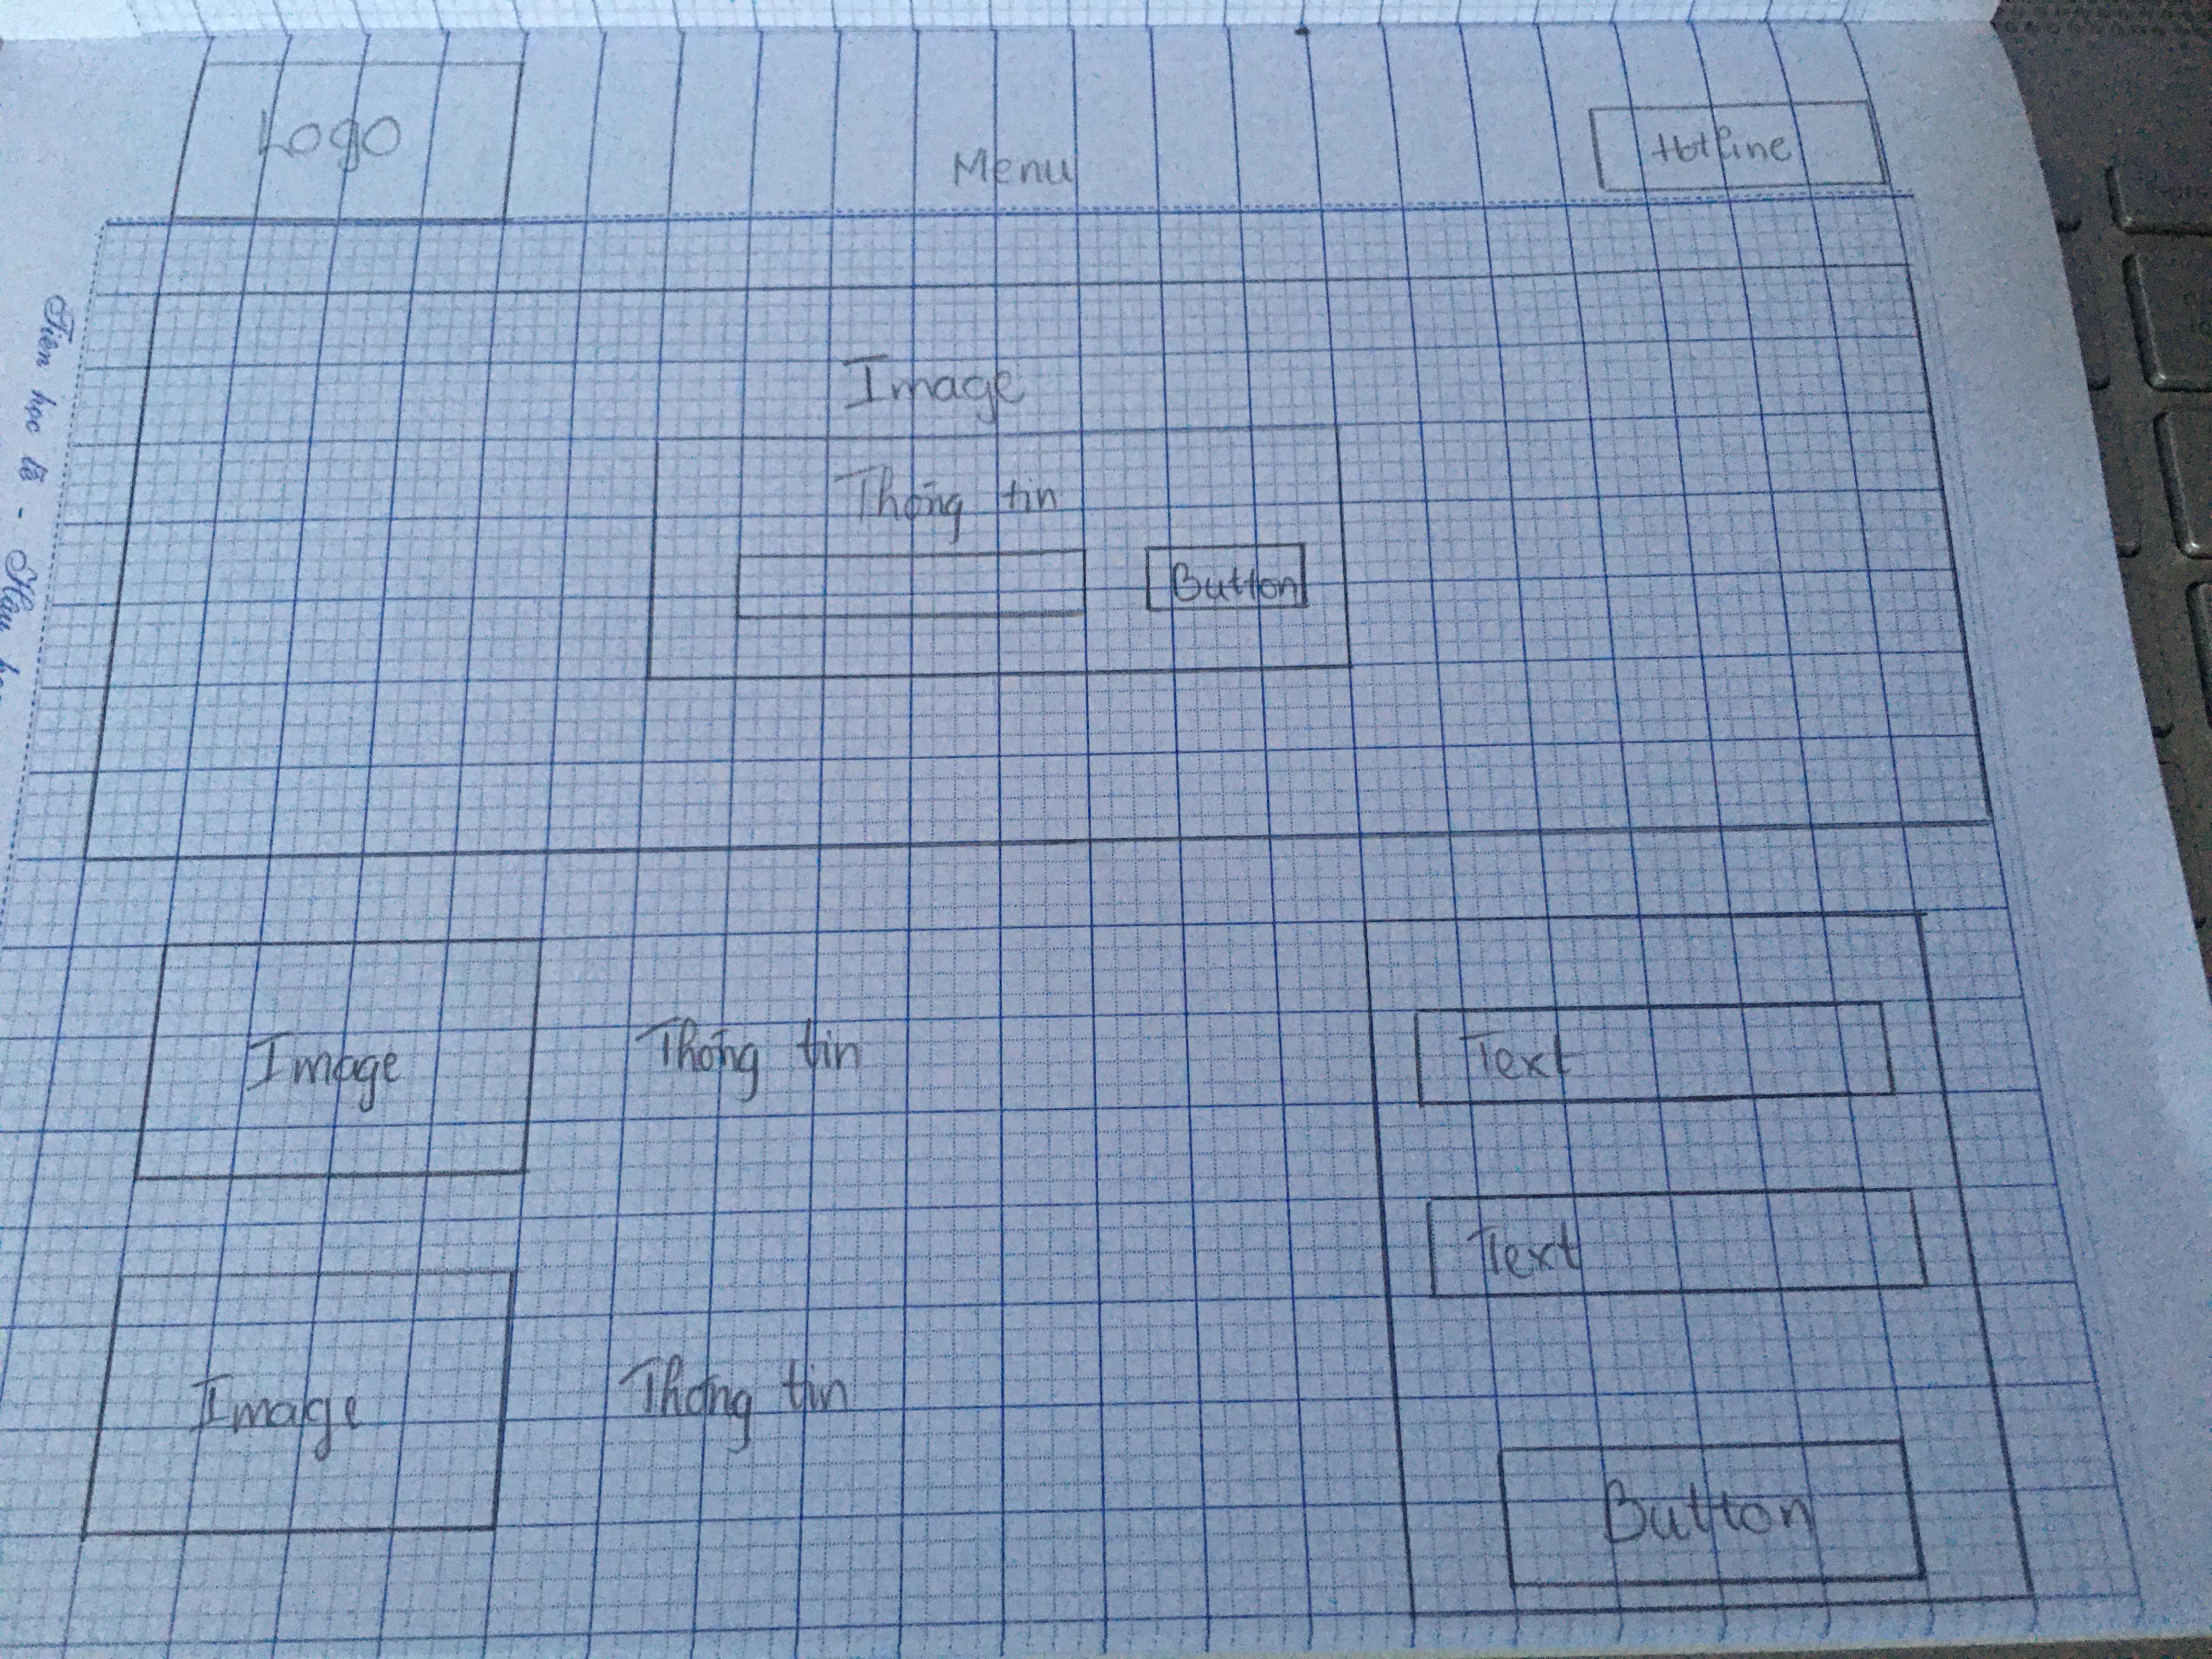 Logo
Menu
Hotline
Image
Thông tin
Button
Image
Thông tin
Text
Text
Image
Thông tin
Button
Tiên học lễ - Hậu